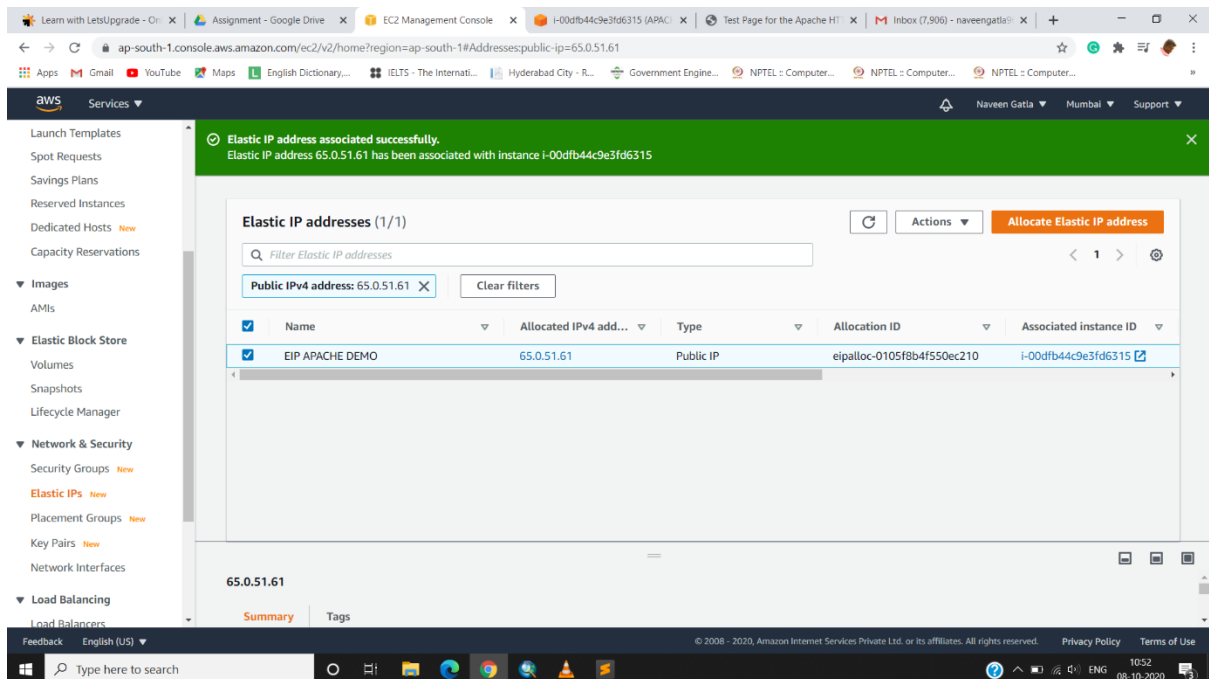 Learn with LetsUpgrade - On
Assignment - Google Drive
EC2 Management Console
i-00dfb44c9e3fd6315 (APAC
Test Page for the Apache HT
Inbox (7,906) - naveengatla9
ap-south-1.console.aws.amazon.com/ec2/v2/home?region=ap-south-1#Addresses:public-ip=65.0.51.61
Apps
Gmail
YouTube
Maps
English Dictionary,...
IELTS - The Internati...
Hyderabad City - R...
Government Engine...
NPTEL :: Computer...
NPTEL :: Computer...
NPTEL :: Computer...
aws
Services
Naveen Gatla
Mumbai
Support
Launch Templates
Spot Requests
Savings Plans
Reserved Instances
Dedicated Hosts New
Capacity Reservations
Images
AMIs
Elastic Block Store
Volumes
Snapshots
Lifecycle Manager
Network & Security
Security Groups New
Elastic IPs New
Placement Groups New
Key Pairs New
Network Interfaces
Load Balancing
Load Balancers
Elastic IP address associated successfully.
Elastic IP address 65.0.51.61 has been associated with instance i-00dfb44c9e3fd6315
Elastic IP addresses (1/1)
Actions
Allocate Elastic IP address
Filter Elastic IP addresses
1
Public IPv4 address: 65.0.51.61
Clear filters
Name
Allocated IPv4 add...
Type
Allocation ID
Associated instance ID
EIP APACHE DEMO
65.0.51.61
Public IP
eipalloc-0105f8b4f550ec210
i-00dfb44c9e3fd6315
65.0.51.61
Summary
Tags
Feedback
English (US)
© 2008 - 2020, Amazon Internet Services Private Ltd. or its affiliates. All rights reserved.
Privacy Policy
Terms of Use
Type here to search
ENG
10:52
08-10-2020
3